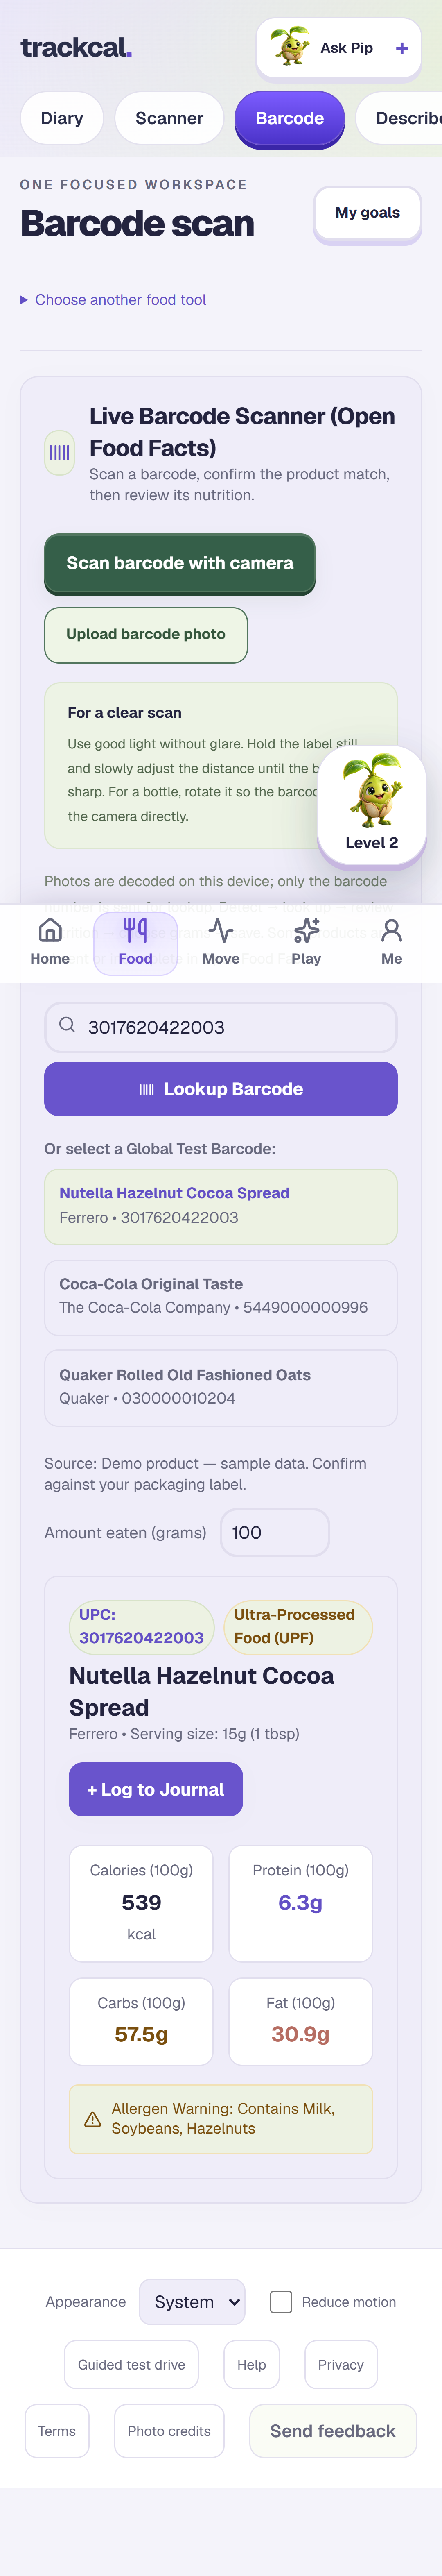 trackcal.
Ask Pip +
Diary
Scanner
Barcode
Describe
ONE FOCUSED WORKSPACE
Barcode scan
My goals
▶ Choose another food tool
Live Barcode Scanner (Open
Food Facts)
Scan a barcode, confirm the product match,
then review its nutrition.
Scan barcode with camera
Upload barcode photo
For a clear scan
Use good light without glare. Hold the label still
and slowly adjust the distance until the
sharp. For a bottle, rotate it so the
the camera directly.
Level 2
Photos are decoded on this device; only the barcode
number is sent for lookup. Detect → look up → review
Home
Food
Move
Play
Me
3017620422003
Lookup Barcode
Or select a Global Test Barcode:
Nutella Hazelnut Cocoa Spread
Ferrero • 3017620422003
Coca-Cola Original Taste
The Coca-Cola Company • 5449000000996
Quaker Rolled Old Fashioned Oats
Quaker • 030000010204
Source: Demo product — sample data. Confirm
against your packaging label.
Amount eaten (grams)
100
UPC:
3017620422003
Ultra-Processed
Food (UPF)
Nutella Hazelnut Cocoa
Spread
Ferrero • Serving size: 15g (1 tbsp)
+ Log to Journal
Calories (100g)
539
kcal
Protein (100g)
6.3g
Carbs (100g)
57.5g
Fat (100g)
30.9g
Allergen Warning: Contains Milk,
Soybeans, Hazelnuts
Appearance
System
Reduce motion
Guided test drive
Help
Privacy
Terms
Photo credits
Send feedback